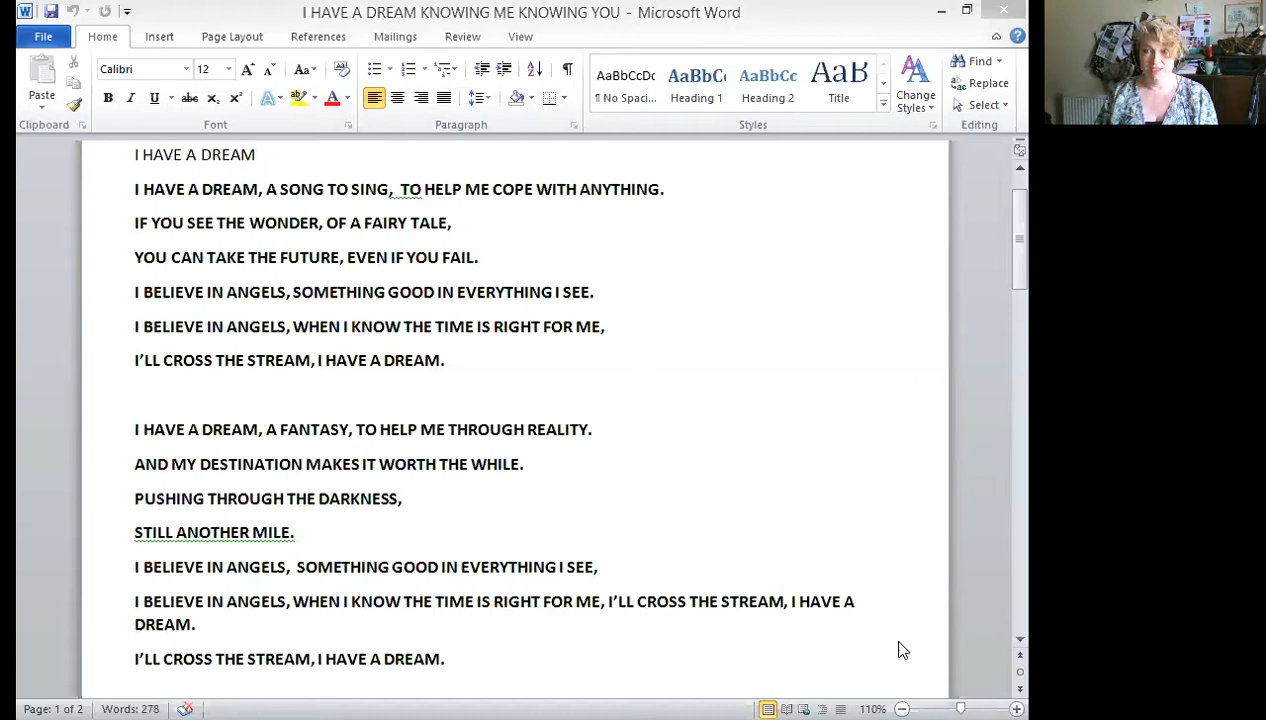 I HAVE A DREAM KNOWING ME KNOWING YOU - Microsoft Word
File Home Insert Page Layout References Mailings Review View
Calibri 12 Aa
Paste
B I U abc x₂ x² A ab A
AaBbCcDc AaBbC AaBbCc AaB
¶ No Spaci... Heading 1 Heading 2 Title
Change Styles
Find
Replace
Select
Clipboard Font Paragraph Styles Editing
I HAVE A DREAM
I HAVE A DREAM, A SONG TO SING,  TO HELP ME COPE WITH ANYTHING.
IF YOU SEE THE WONDER, OF A FAIRY TALE,
YOU CAN TAKE THE FUTURE, EVEN IF YOU FAIL.
I BELIEVE IN ANGELS, SOMETHING GOOD IN EVERYTHING I SEE.
I BELIEVE IN ANGELS, WHEN I KNOW THE TIME IS RIGHT FOR ME,
I’LL CROSS THE STREAM, I HAVE A DREAM.
I HAVE A DREAM, A FANTASY, TO HELP ME THROUGH REALITY.
AND MY DESTINATION MAKES IT WORTH THE WHILE.
PUSHING THROUGH THE DARKNESS,
STILL ANOTHER MILE.
I BELIEVE IN ANGELS,  SOMETHING GOOD IN EVERYTHING I SEE,
I BELIEVE IN ANGELS, WHEN I KNOW THE TIME IS RIGHT FOR ME, I’LL CROSS THE STREAM, I HAVE A
DREAM.
I’LL CROSS THE STREAM, I HAVE A DREAM.
Page: 1 of 2 Words: 278 110%